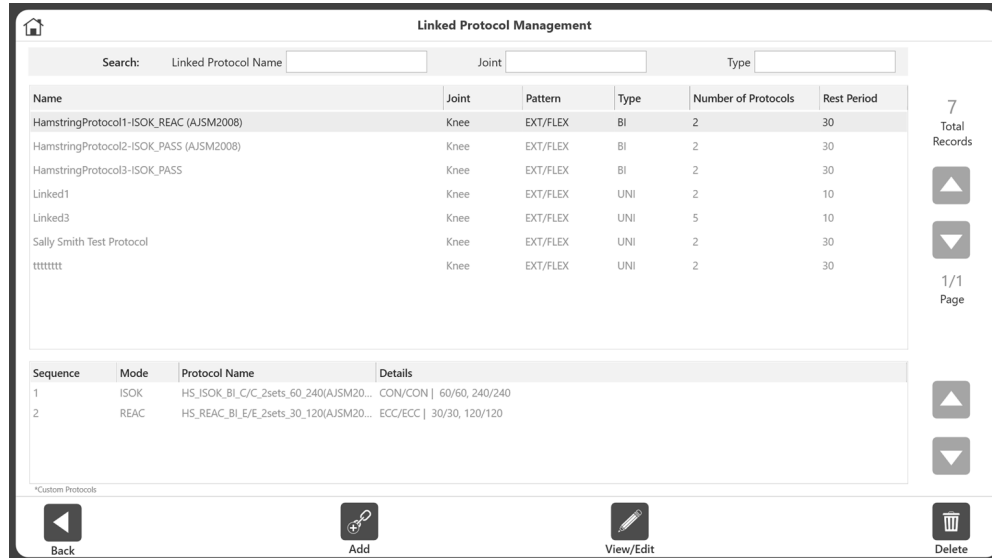 Linked Protocol Management
Search: Linked Protocol Name Joint Type
Name Joint Pattern Type Number of Protocols Rest Period
HamstringProtocol1-ISOK_REAC (AJSM2008) Knee EXT/FLEX BI 2 30
HamstringProtocol2-ISOK_PASS (AJSM2008) Knee EXT/FLEX BI 2 30
HamstringProtocol3-ISOK_PASS Knee EXT/FLEX BI 2 30
Linked1 Knee EXT/FLEX UNI 2 10
Linked3 Knee EXT/FLEX UNI 5 10
Sally Smith Test Protocol Knee EXT/FLEX UNI 2 30
tttttttt Knee EXT/FLEX UNI 2 30
7
Total
Records
1/1
Page
Sequence Mode Protocol Name Details
1 ISOK HS_ISOK_BI_C/C_2sets_60_240(AJSM20... CON/CON | 60/60, 240/240
2 REAC HS_REAC_BI_E/E_2sets_30_120(AJSM20... ECC/ECC | 30/30, 120/120
*Custom Protocols
Back Add View/Edit Delete